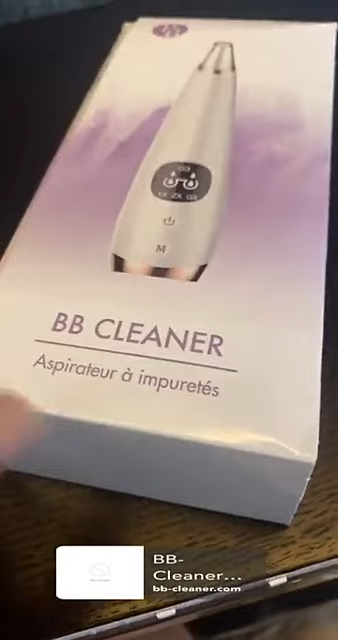 BB CLEANER
Aspirateur à impuretés
M
BB-
Cleaner...
bb-cleaner.com